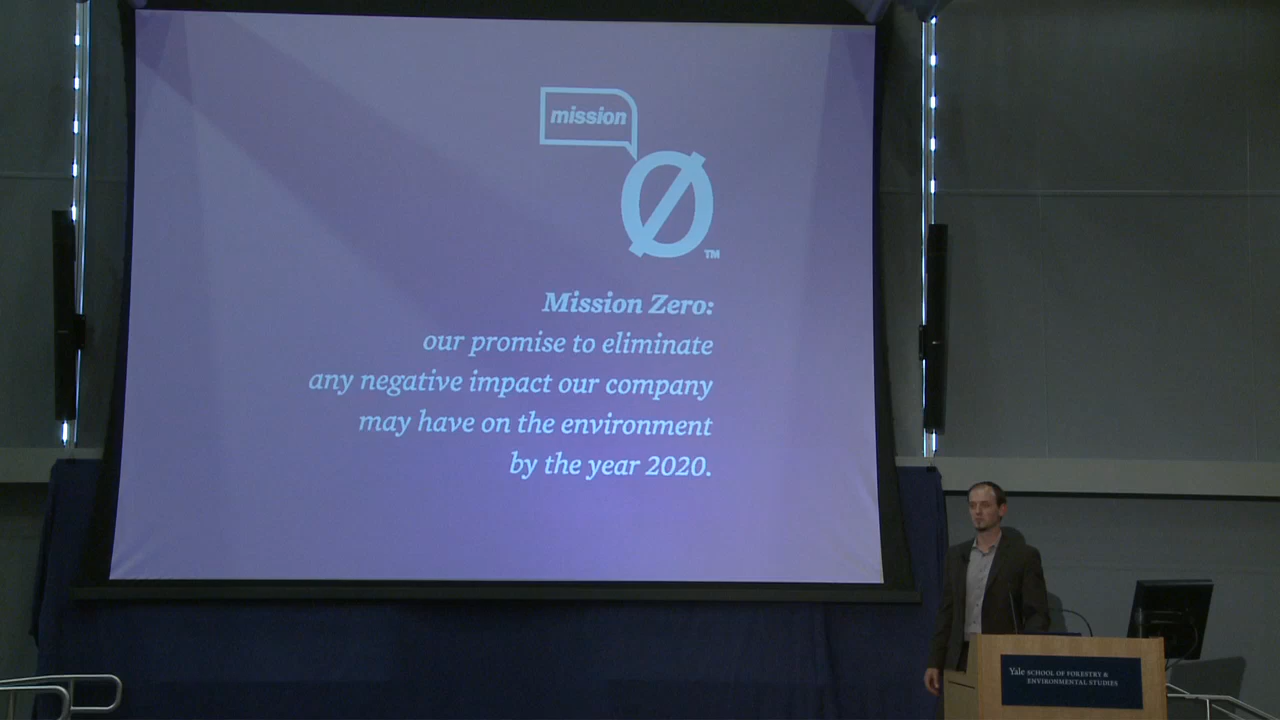 mission
Ø™
Mission Zero:
our promise to eliminate
any negative impact our company
may have on the environment
by the year 2020.
Yale SCHOOL OF FORESTRY &
ENVIRONMENTAL STUDIES